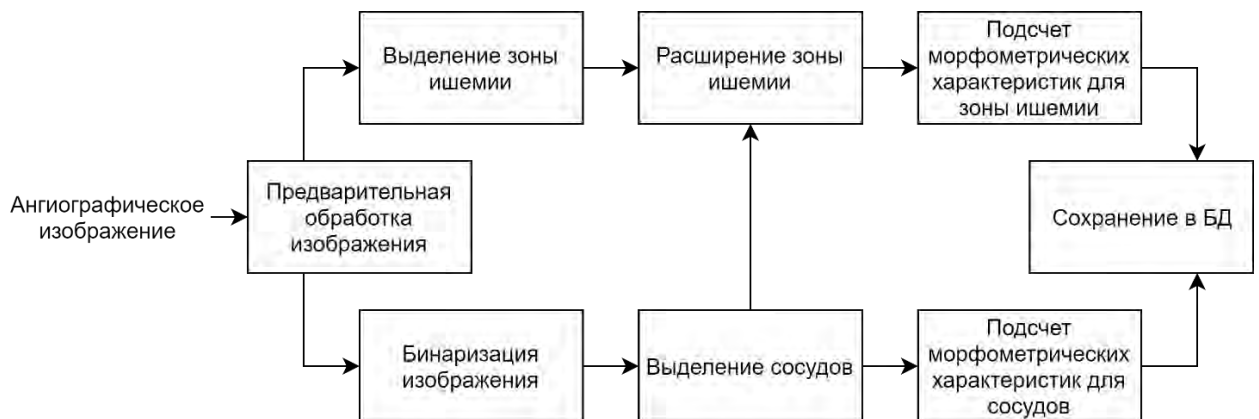 Выделение зоны
ишемии
Расширение зоны
ишемии
Подсчет
морфометрических
характеристик для
зоны ишемии
Ангиографическое
изображение
Предварительная
обработка
изображения
Сохранение в БД
Бинаризация
изображения
Выделение сосудов
Подсчет
морфометрических
характеристик для
сосудов